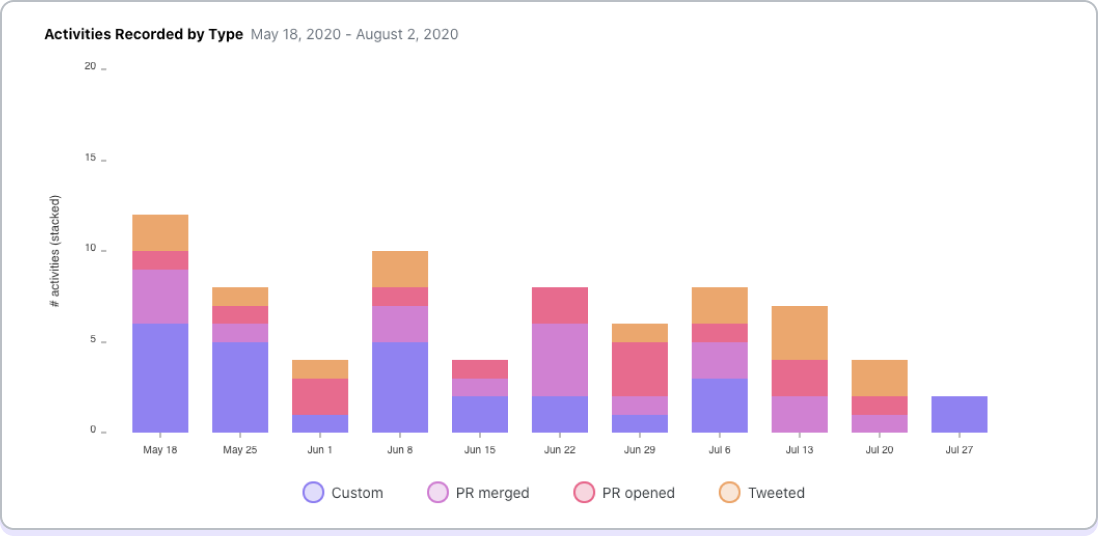 Activities Recorded by Type May 18, 2020 - August 2, 2020
20
15
10
5
0
# activities (stacked)
May 18 May 25 Jun 1 Jun 8 Jun 15 Jun 22 Jun 29 Jul 6 Jul 13 Jul 20 Jul 27
Custom PR merged PR opened Tweeted